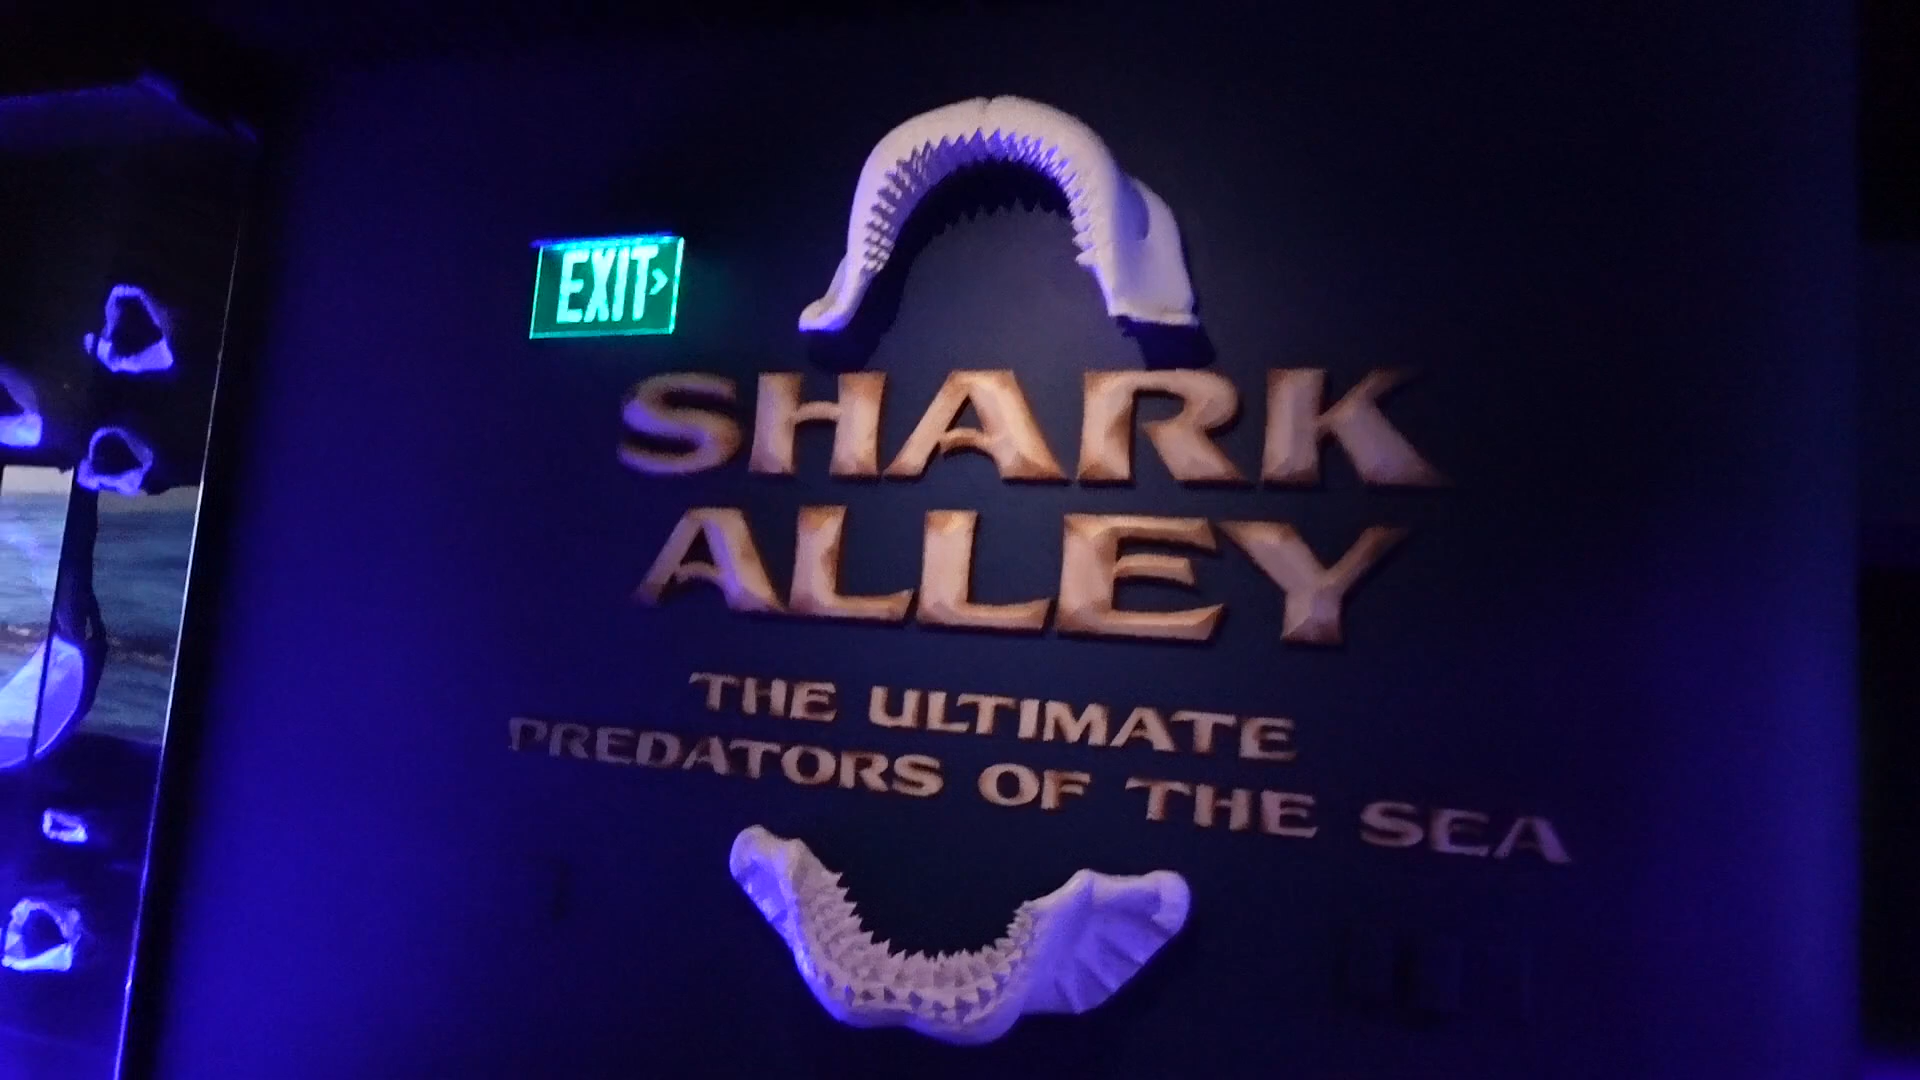 EXIT>
SHARK
ALLEY
THE ULTIMATE
PREDATORS OF THE SEA